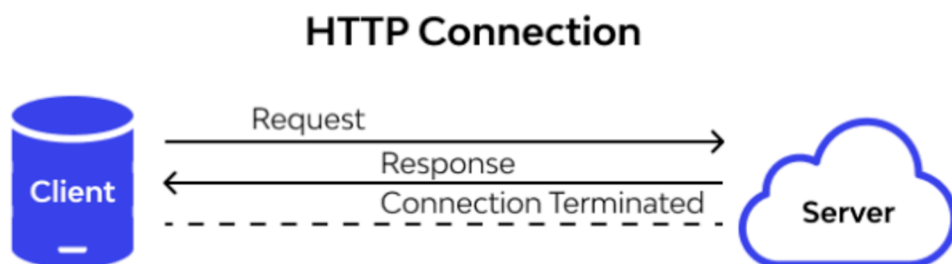 HTTP Connection
Request
Response
Client
Connection Terminated
Server